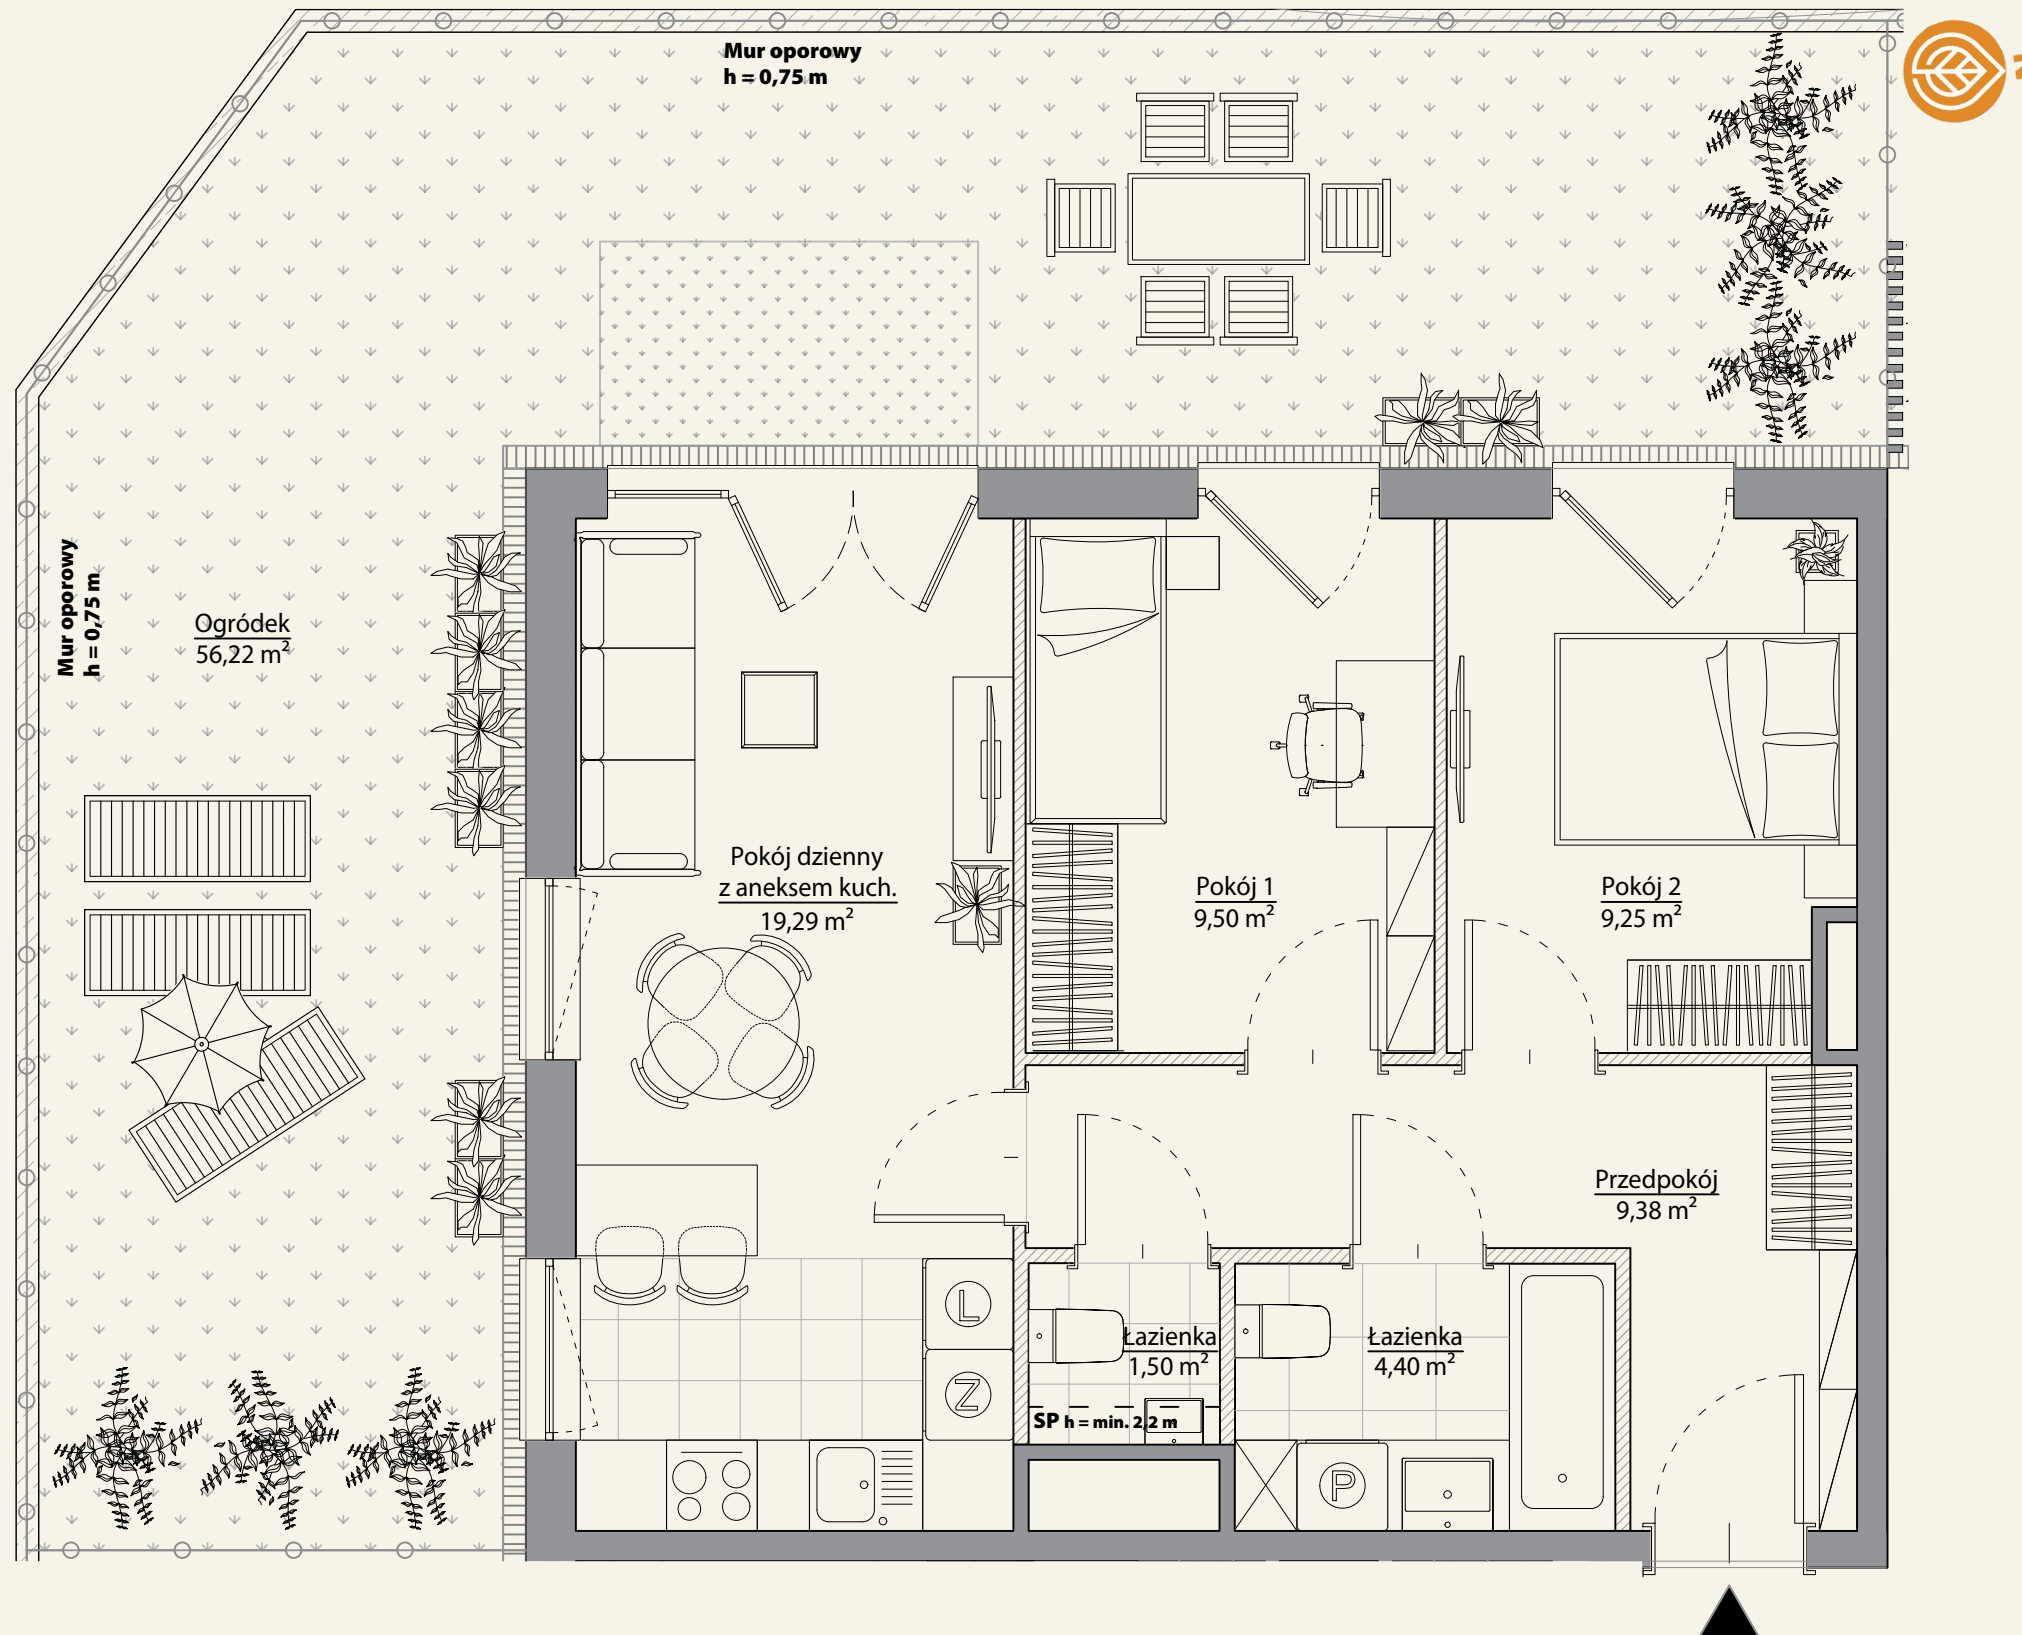 Mur oporowy
h = 0,75 m
Mur oporowy
h = 0,75 m
Ogródek
56,22 m²
Pokój dzienny
z aneksem kuch.
19,29 m²
Pokój 1
9,50 m²
Pokój 2
9,25 m²
Przedpokój
9,38 m²
L
Z
Łazienka
1,50 m²
Łazienka
4,40 m²
SP h = min. 2,2 m
P